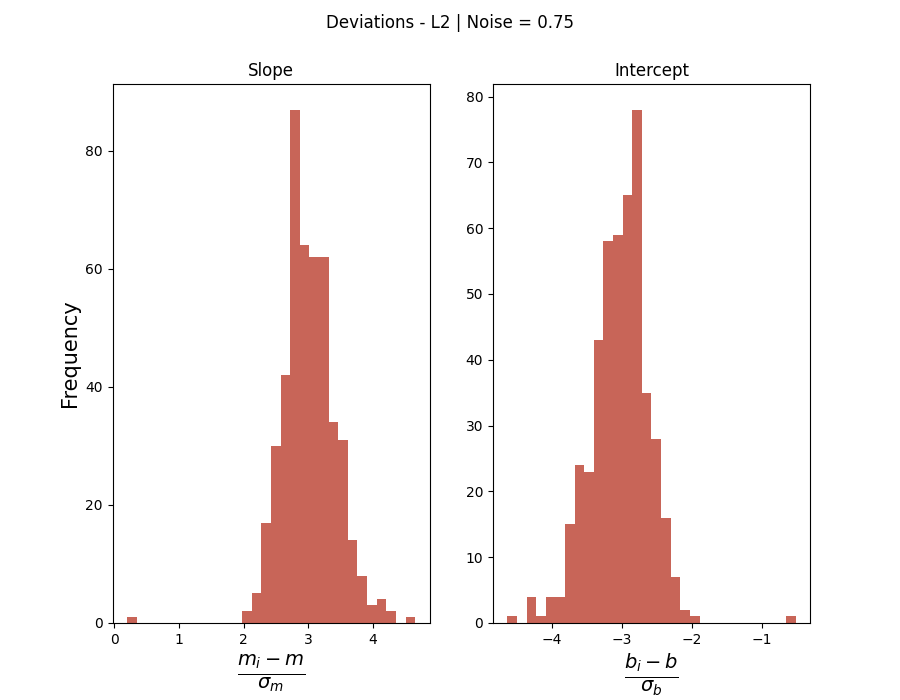 Deviations - L2 | Noise = 0.75
Slope
Intercept
Frequency
0
20
40
60
80
0
1
2
3
4
m_i − m
σ_m
0
10
20
30
40
50
60
70
80
−4
−3
−2
−1
b_i − b
σ_b